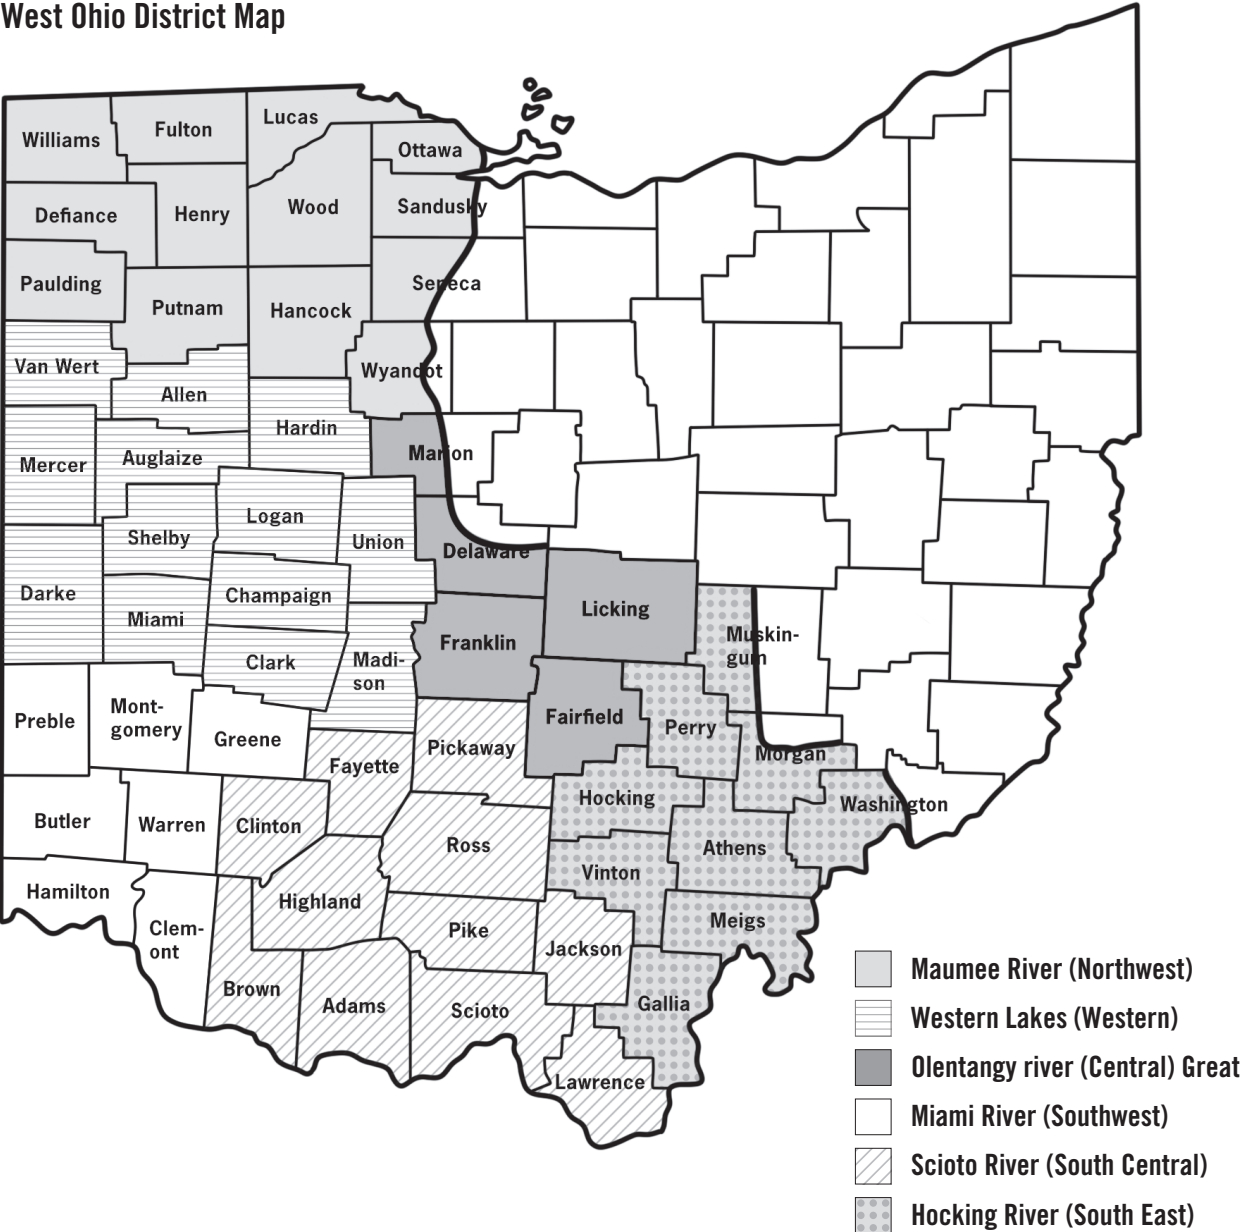 West Ohio District Map
Lucas
Fulton
Williams
Ottawa
Sandusky
Wood
Henry
Defiance
Paulding
Seneca
Putnam
Hancock
Van Wert
Wyandot
Allen
Hardin
Marion
Auglaize
Mercer
Logan
Shelby
Union
Delaware
Darke
Champaign
Licking
Miami
Franklin
Muskin-
gum
Clark
Madi-
son
Preble
Mont-
gomery
Greene
Fairfield
Perry
Pickaway
Fayette
Morgan
Hocking
Washington
Butler
Warren
Clinton
Ross
Athens
Vinton
Hamilton
Highland
Meigs
Pike
Clem-
ont
Jackson
Brown
Adams
Scioto
Gallia
Lawrence
Maumee River (Northwest)
Western Lakes (Western)
Olentangy river (Central) Great
Miami River (Southwest)
Scioto River (South Central)
Hocking River (South East)